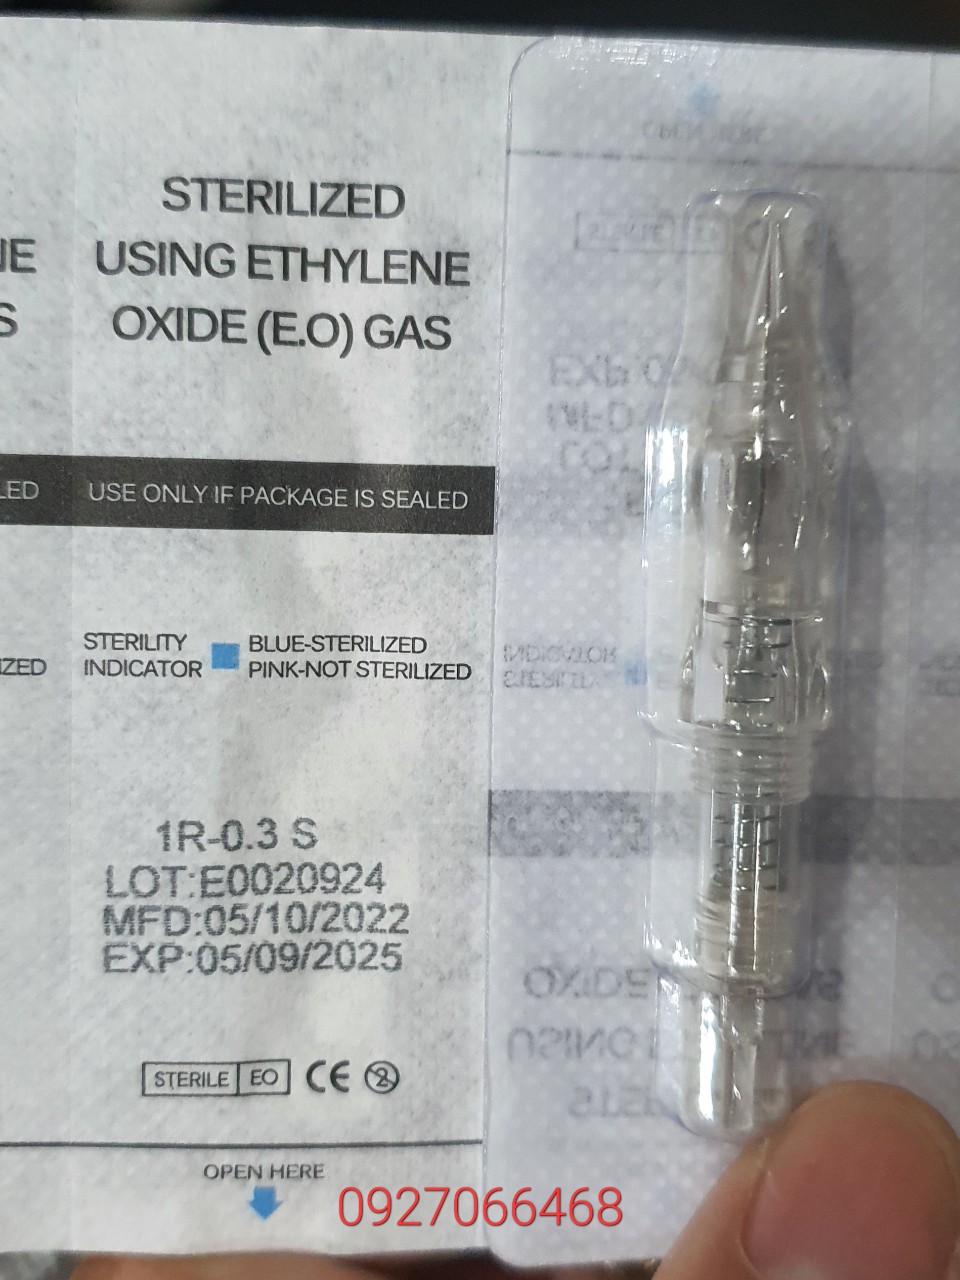 STERILIZED
USING ETHYLENE
OXIDE (E.O) GAS
USE ONLY IF PACKAGE IS SEALED
STERILITY
INDICATOR
BLUE-STERILIZED
PINK-NOT STERILIZED
1R-0.3 S
LOT:E0020924
MFD:05/10/2022
EXP:05/09/2025
STERILE EO CE 2
OPEN HERE
0927066468